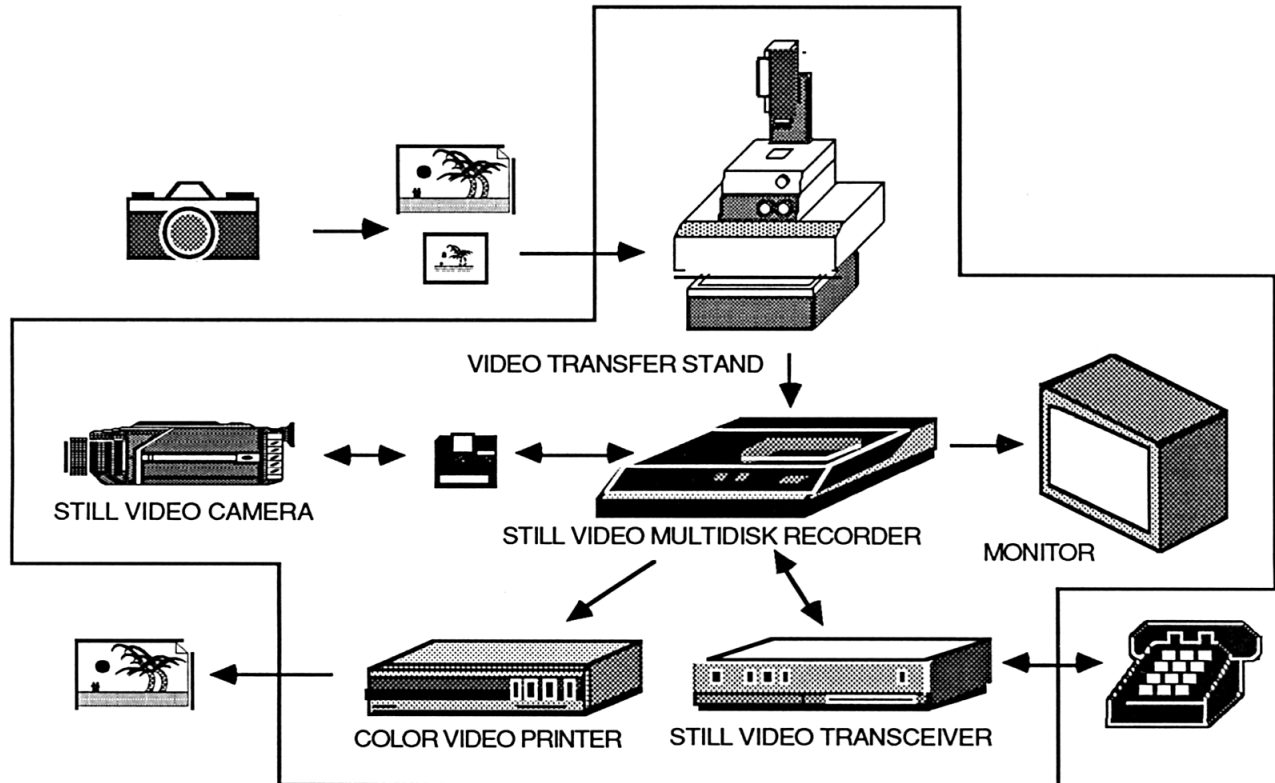 VIDEO TRANSFER STAND
STILL VIDEO CAMERA
STILL VIDEO MULTIDISK RECORDER
MONITOR
COLOR VIDEO PRINTER
STILL VIDEO TRANSCEIVER